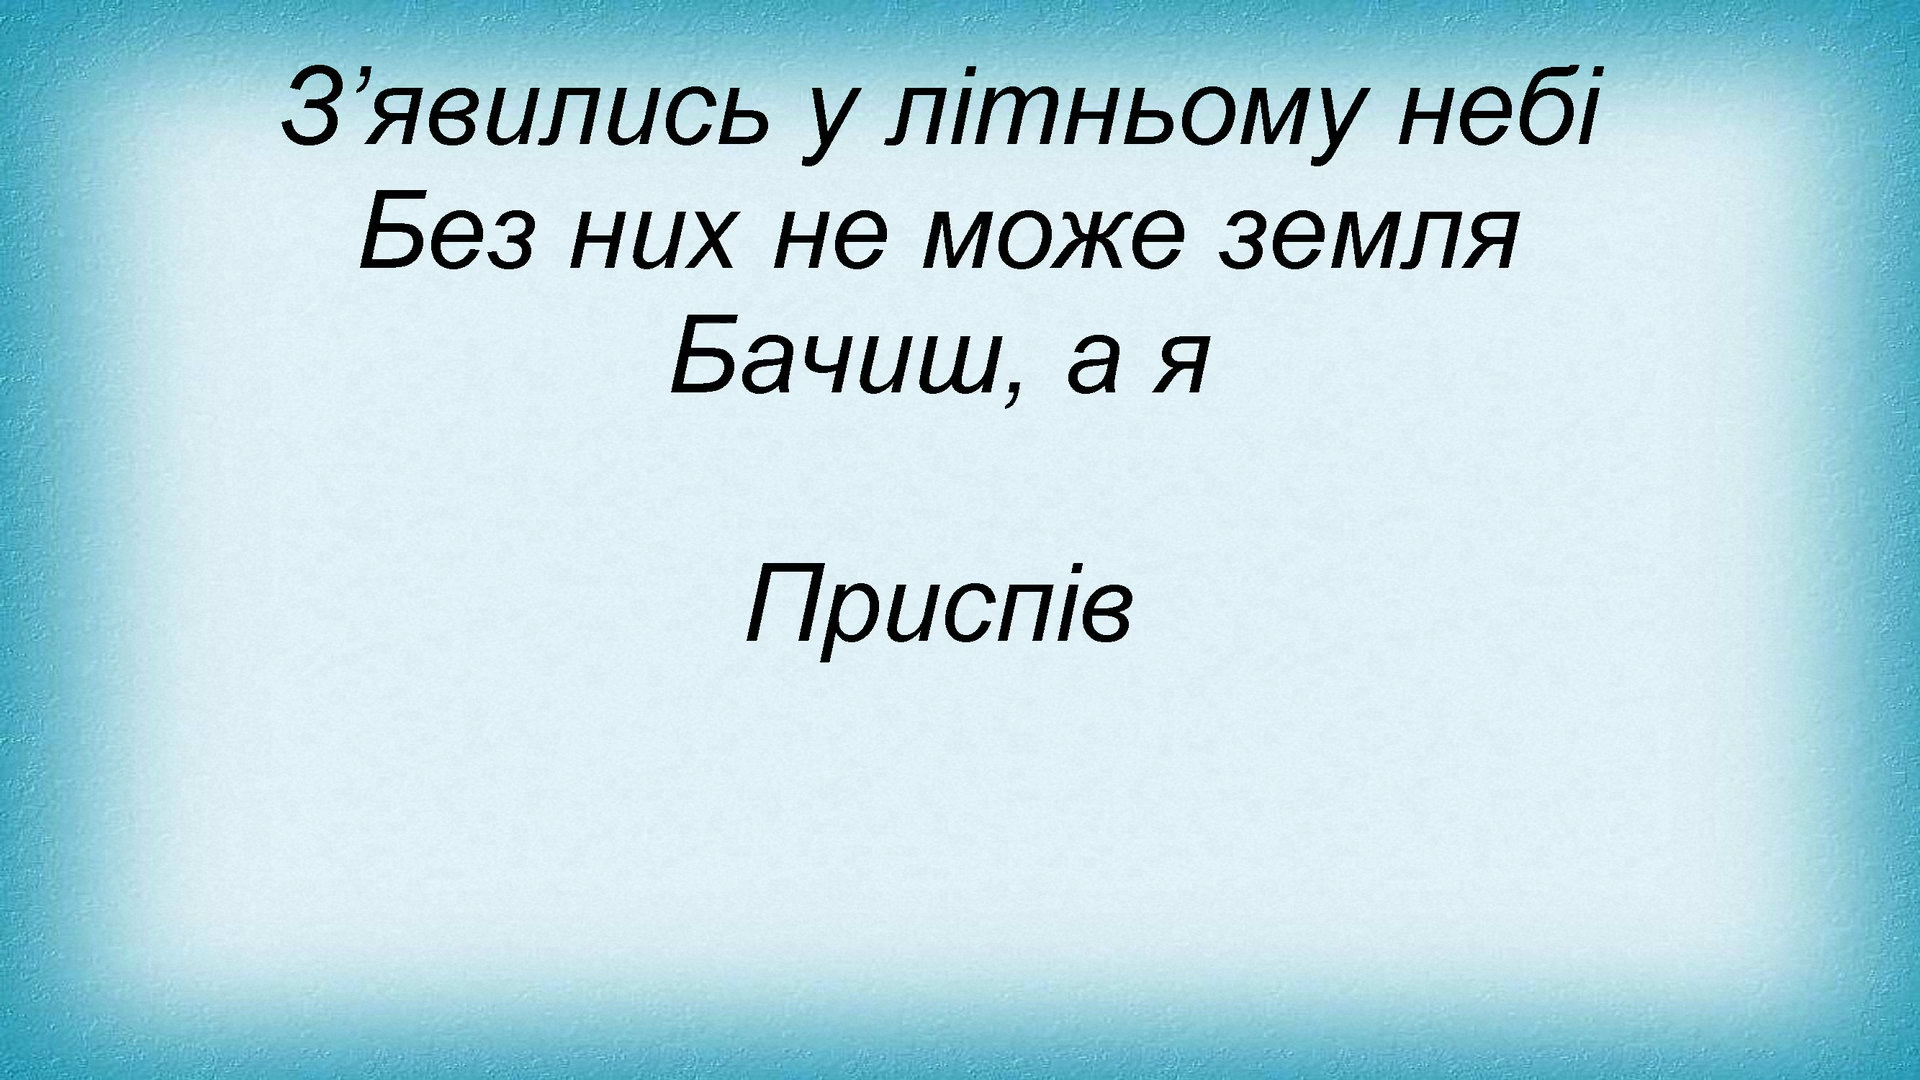 З’явились у літньому небі
Без них не може земля
Бачиш, а я
Приспів